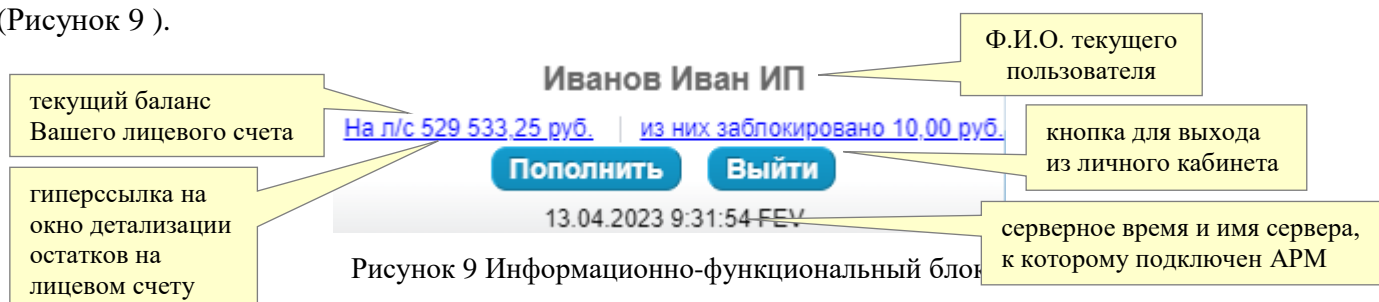 (Рисунок 9 ).
Ф.И.О. текущего
пользователя
Иванов Иван ИП
текущий баланс
Вашего лицевого счета
На л/с 529 533,25 руб. из них заблокировано 10,00 руб.
кнопка для выхода
из личного кабинета
Пополнить Выйти
гиперссылка на
окно детализации
остатков на
лицевом счету
13.04.2023 9:31:54 FEV
серверное время и имя сервера,
к которому подключен АРМ
Рисунок 9 Информационно-функциональный блок